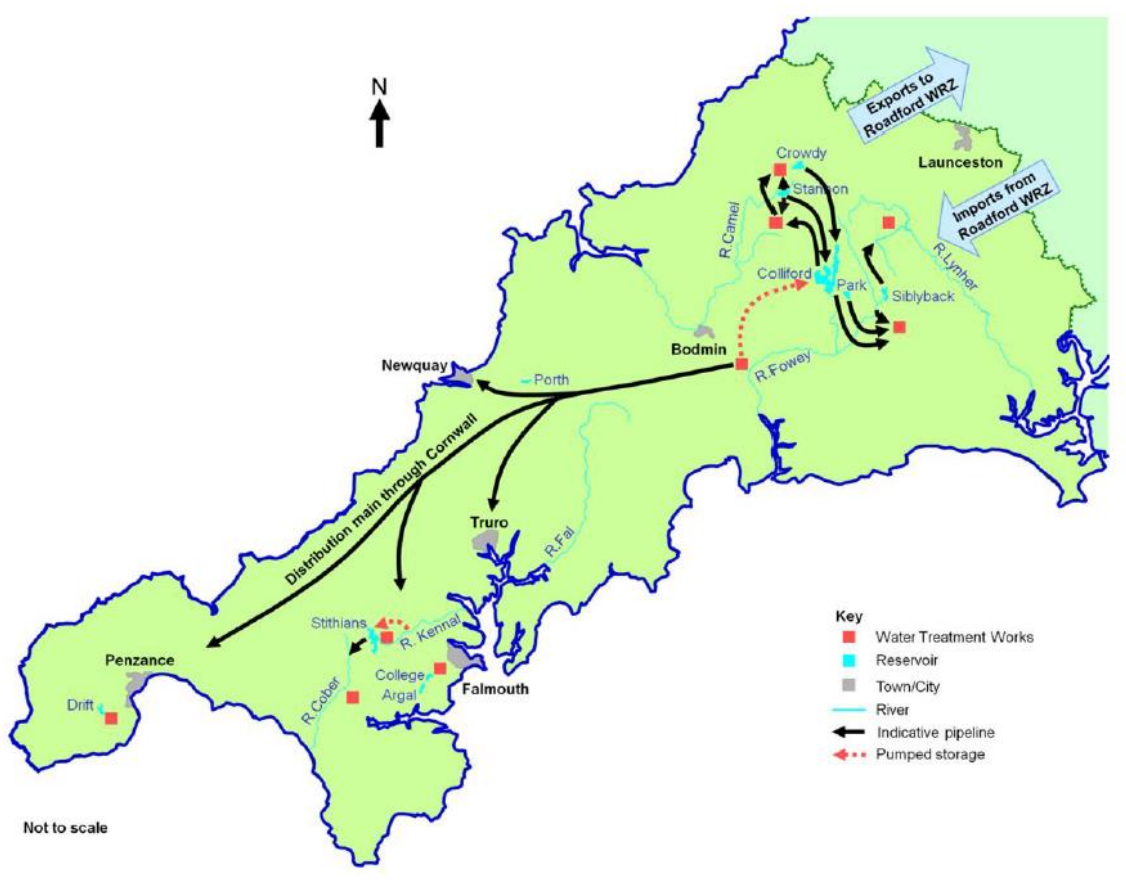 N
Exports to
Roadford WRZ
Launceston
Crowdy
Stannon
Imports from
Roadford WRZ
R.Camel
R.Lynher
Colliford
Park
Siblyback
Bodmin
R.Fowey
Newquay
Porth
Distribution main through Cornwall
Truro
R.Fal
Stithians
R. Kennal
Key
Water Treatment Works
Reservoir
Town/City
River
Indicative pipeline
Pumped storage
Penzance
College
Argal
Falmouth
R.Cober
Drift
Not to scale